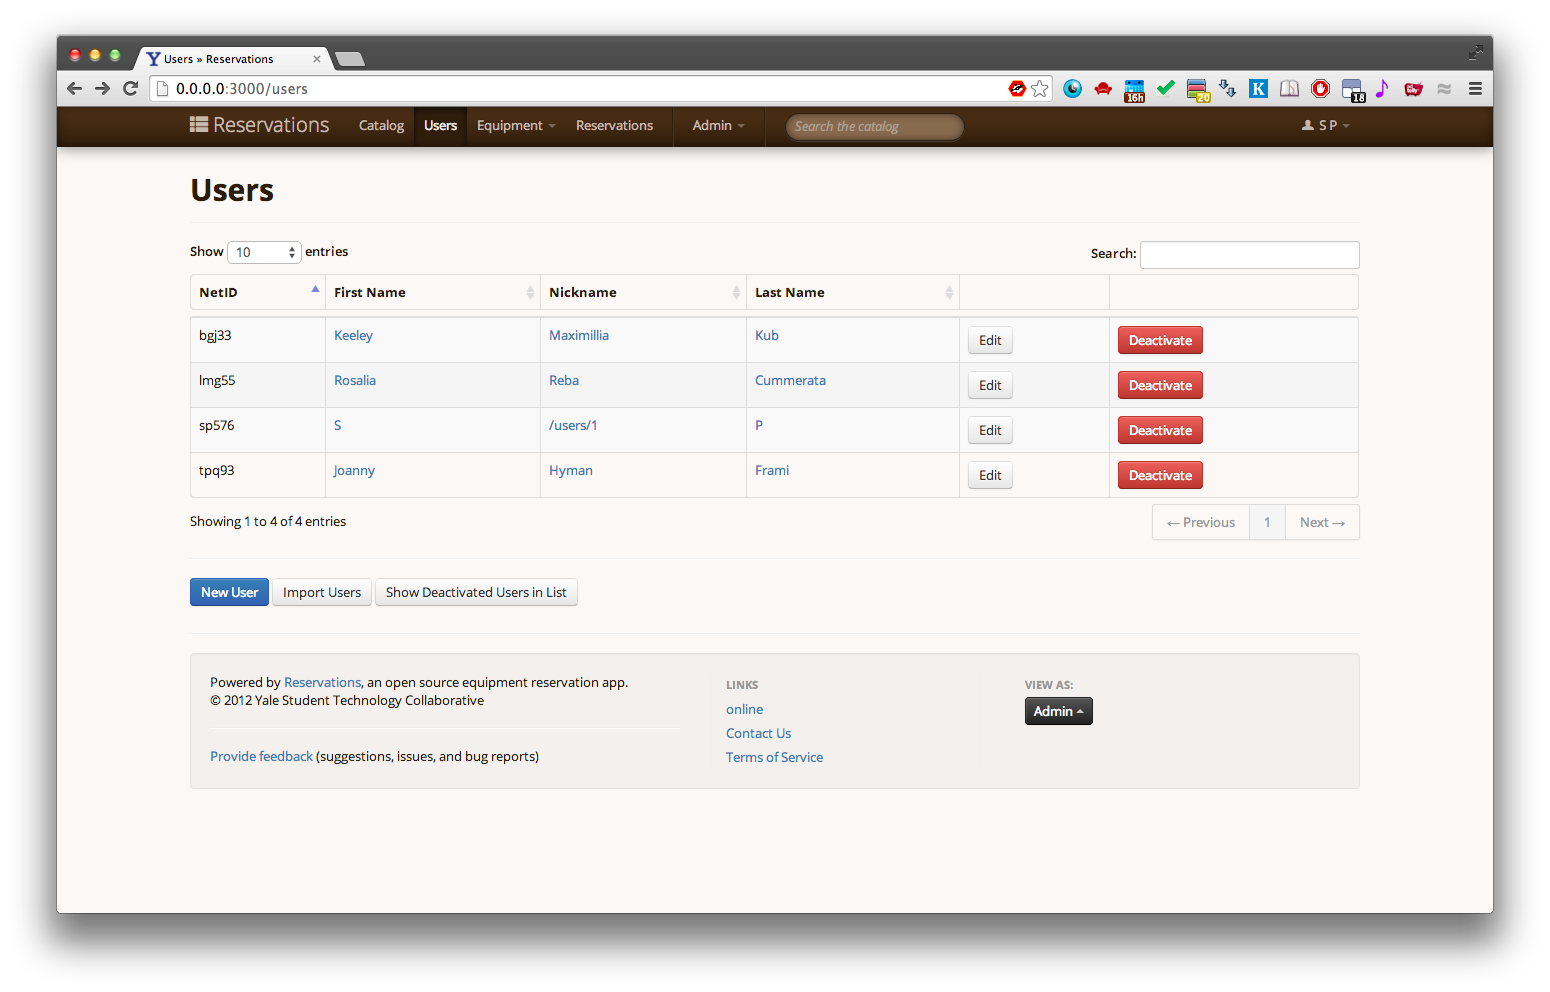 Users » Reservations
0.0.0.0:3000/users
16h
20
K
18
Reservations Catalog Users Equipment Reservations Admin Search the catalog S P
Users
Show 10 entries Search:
NetID First Name Nickname Last Name
bgj33 Keeley Maximillia Kub Edit Deactivate
lmg55 Rosalia Reba Cummerata Edit Deactivate
sp576 S /users/1 P Edit Deactivate
tpq93 Joanny Hyman Frami Edit Deactivate
Showing 1 to 4 of 4 entries ← Previous 1 Next →
New User Import Users Show Deactivated Users in List
Powered by Reservations, an open source equipment reservation app.
© 2012 Yale Student Technology Collaborative
Provide feedback (suggestions, issues, and bug reports)
LINKS
online
Contact Us
Terms of Service
VIEW AS:
Admin